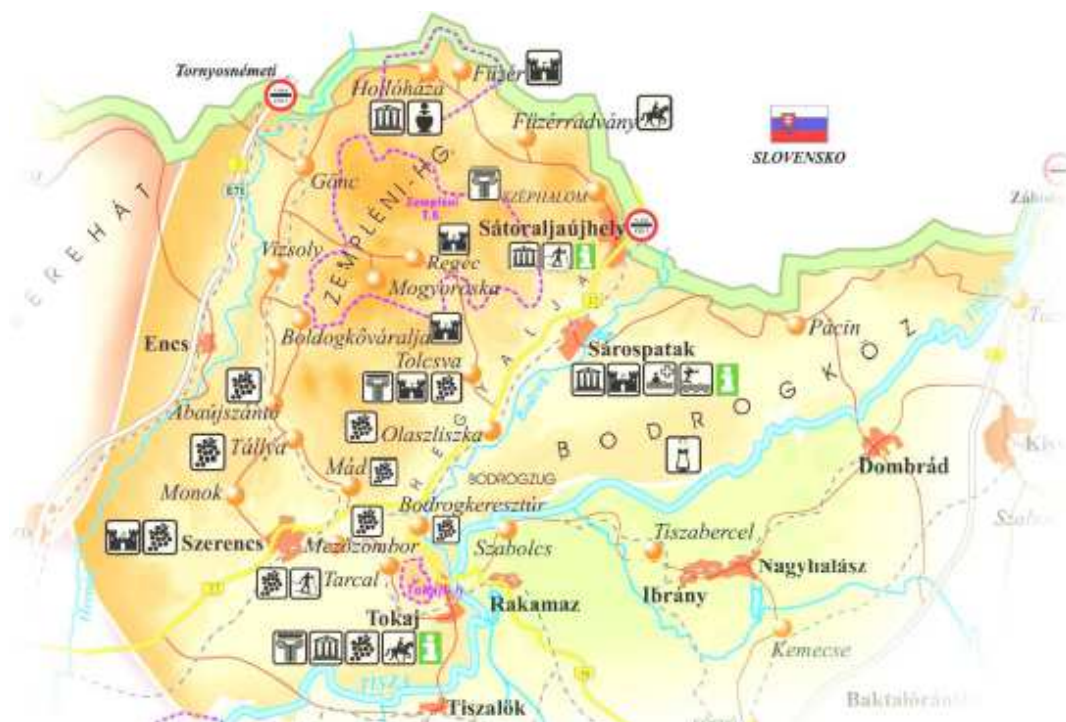 Tornyosnémeti
Füzér
Hollóháza
Füzérradvány
SLOVENSKO
Gönc
ZEMPLÉNI-HG
Zempléni
T.K.
SZÉPHALOM
Sátoraljaújhely
EREHÁT
Vizsoly
Regéc
Mogyoróska
HEGYALJA
Boldogkőváralja
Pácin
Encs
Tolcsva
Sárospatak
BODROGKÖZ
Abaújszántó
Olaszliszka
Tállya
Dombrád
Mád
BODROGZUG
Monok
Bodrogkeresztúr
Szerencs
Mezőzombor
Szabolcs
Tiszabercel
Nagyhalász
Tarcal
Ibrány
Rakamaz
Tokaj
Kemecse
TISZA
Tiszalök
37